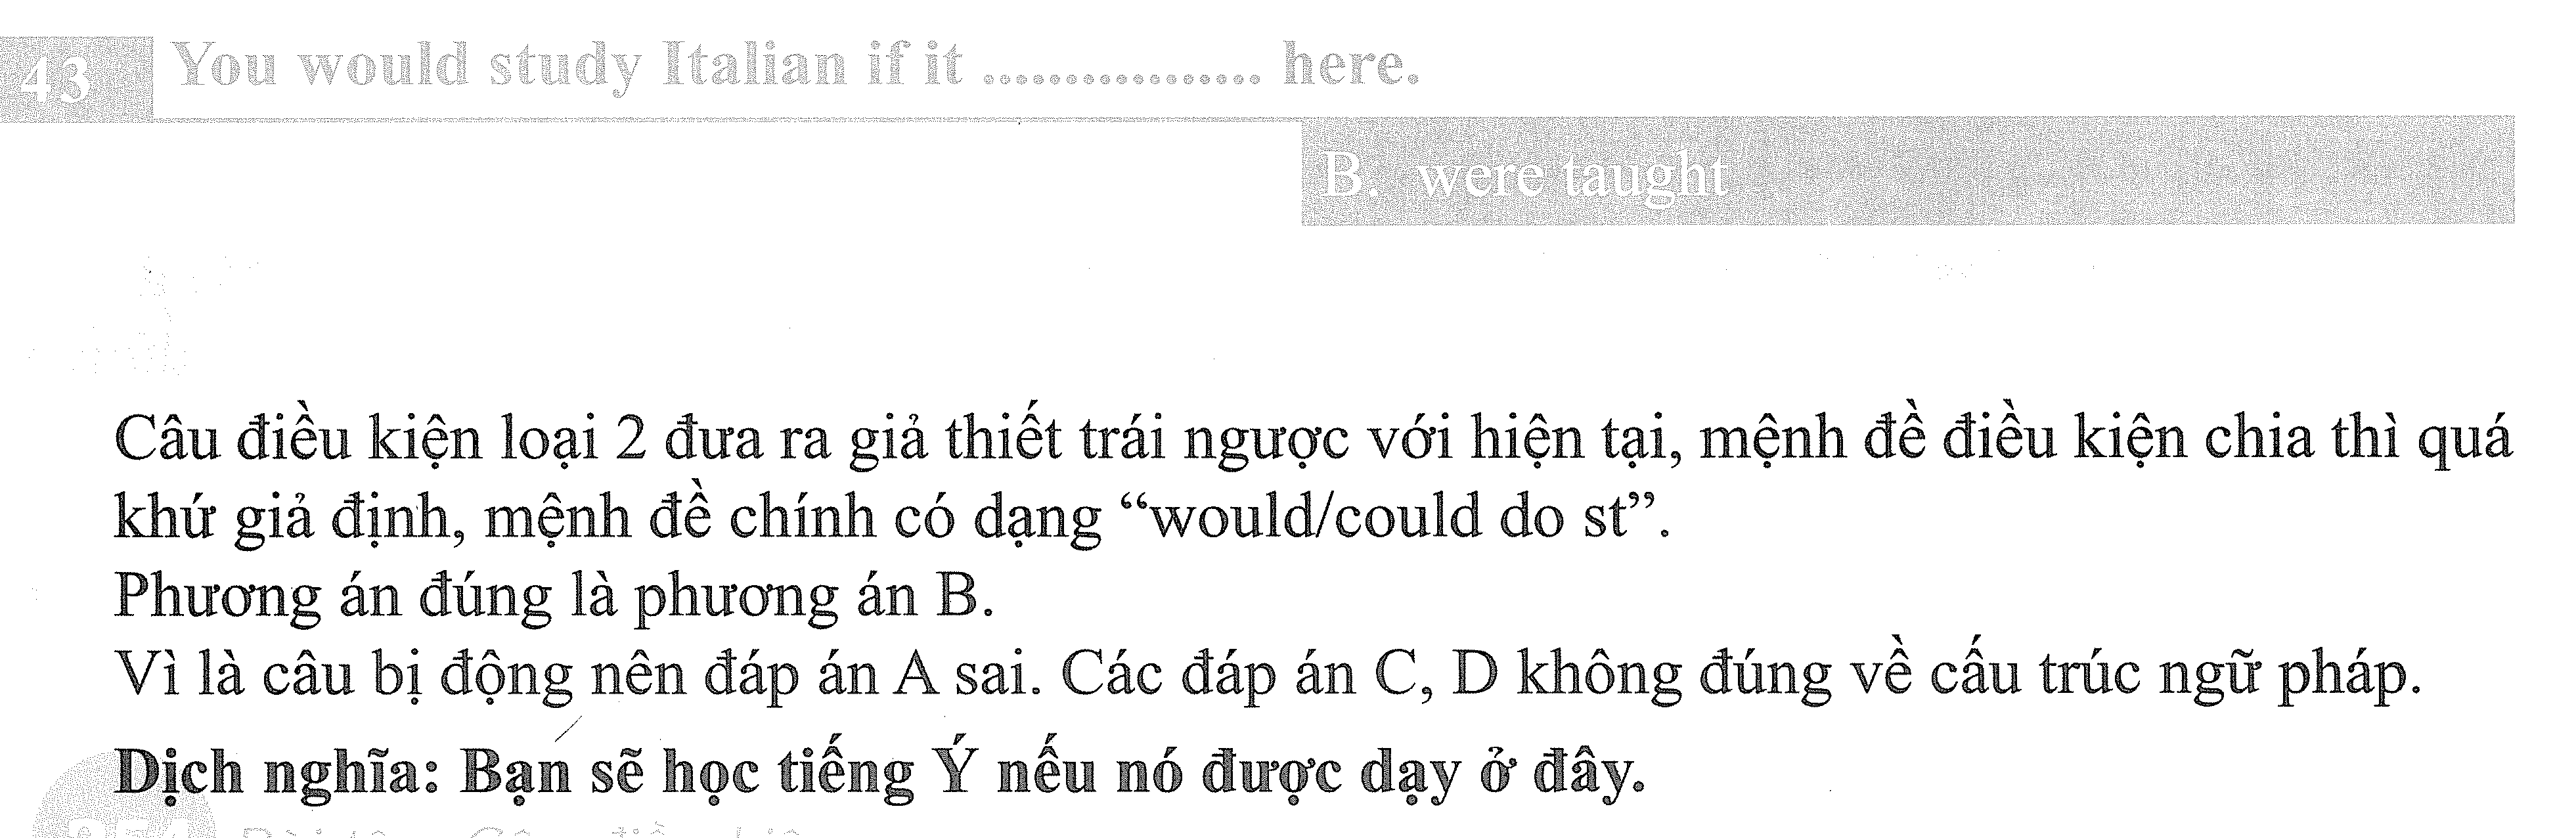 43 You would study Italian if it ................. here.
B. were taught
Câu điều kiện loại 2 đưa ra giả thiết trái ngược với hiện tại, mệnh đề điều kiện chia thì quá
khứ giả định, mệnh đề chính có dạng “would/could do st”.
Phương án đúng là phương án B.
Vì là câu bị động nên đáp án A sai. Các đáp án C, D không đúng về cấu trúc ngữ pháp.
Dịch nghĩa: Bạn sẽ học tiếng Ý nếu nó được dạy ở đây.